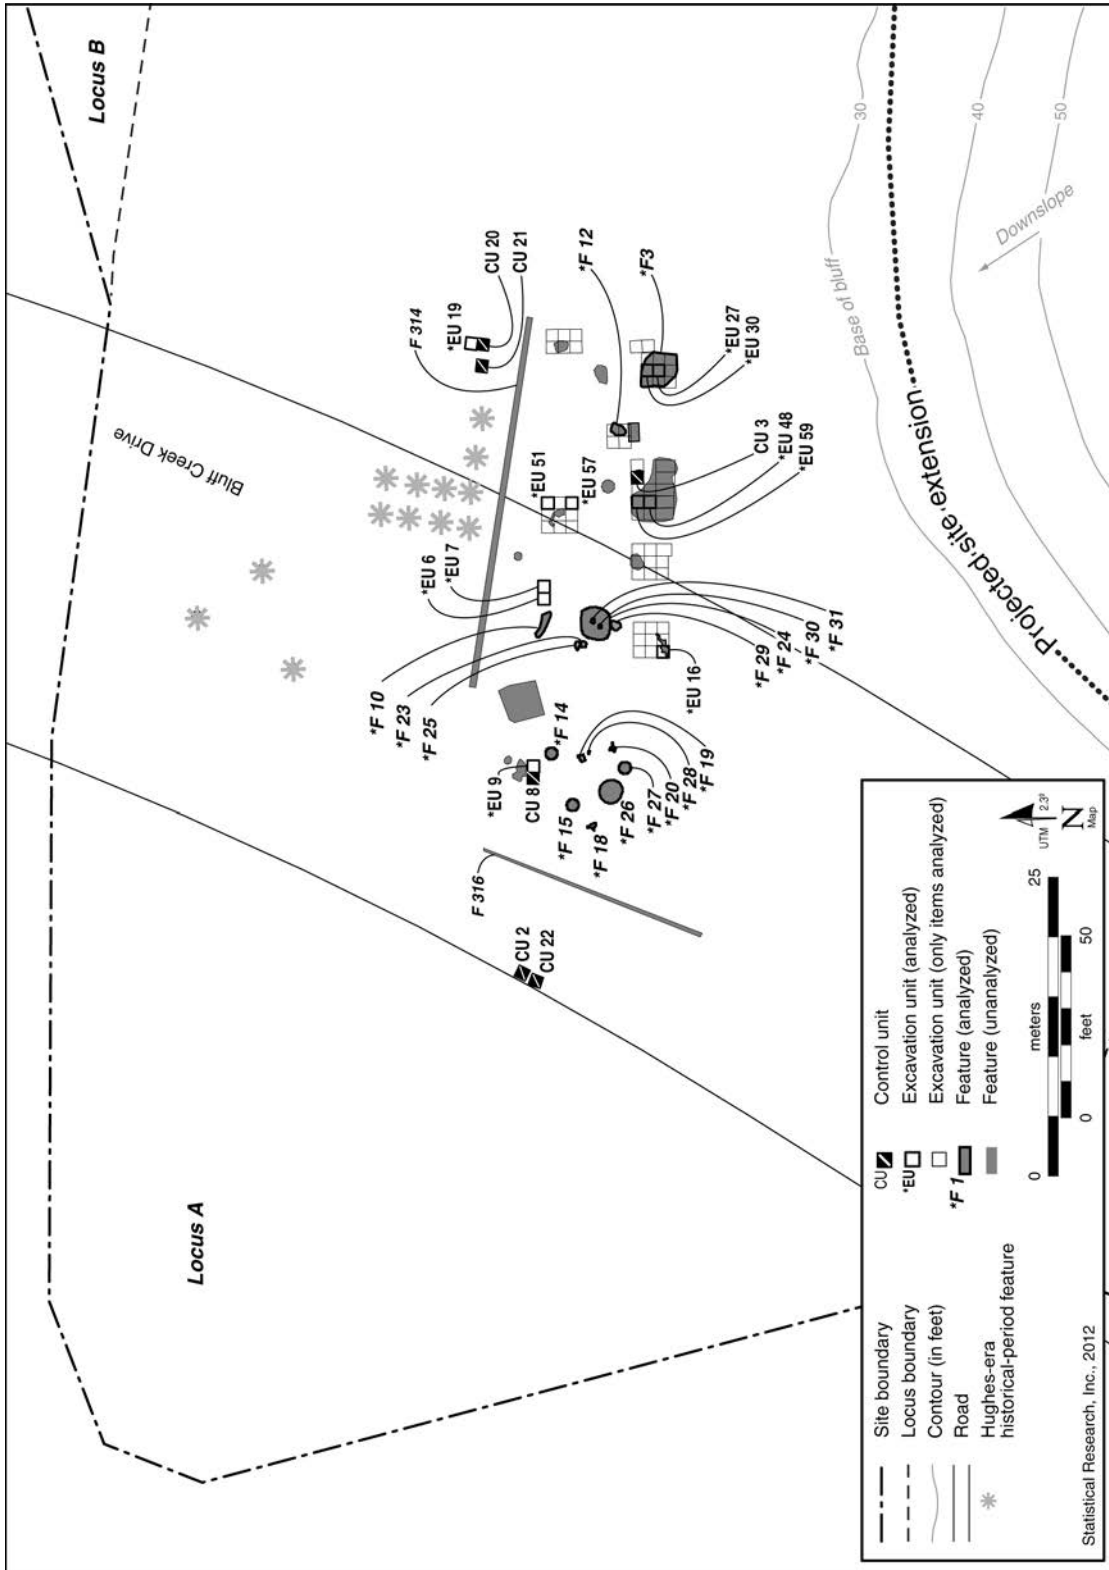 Locus B
Locus A
Bluff Creek Drive
F 314
*EU 19
CU 20
CU 21
*F 12
*F3
*EU 27
*EU 30
CU 3
*EU 48
*EU 59
*EU 51
*EU 57
*EU 6
*EU 7
*F 10
*F 23
*F 25
*F 29
*F 24
*F 30
*F 31
*EU 16
*F 14
*EU 9
CU 8
*F 15
*F 18
*F 26
*F 27
*F 20
*F 28
*F 19
F 316
CU 2
CU 22
30
40
50
Base of bluff
Downslope
Projected site extension
Site boundary
Locus boundary
Contour (in feet)
Road
Hughes-era
historical-period feature
CU
Control unit
*EU
Excavation unit (analyzed)
Excavation unit (only items analyzed)
*F 1
Feature (analyzed)
Feature (unanalyzed)
0
meters
25
0
feet
50
UTM
2.3°
N
Map
Statistical Research, Inc., 2012